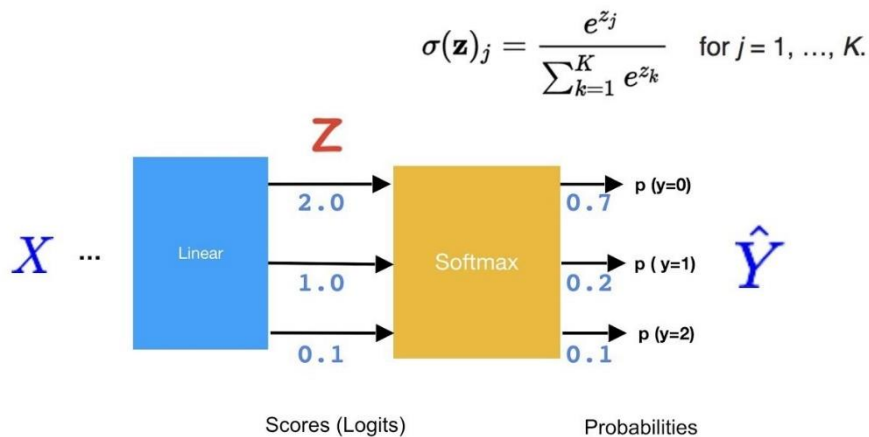 σ(z)_j = e^{z_j} / ∑_{k=1}^{K} e^{z_k} for j = 1, …, K.
Z
2.0 0.7 p (y=0)
X ... Linear Softmax Ŷ
1.0 0.2 p ( y=1)
0.1 0.1 p (y=2)
Scores (Logits) Probabilities